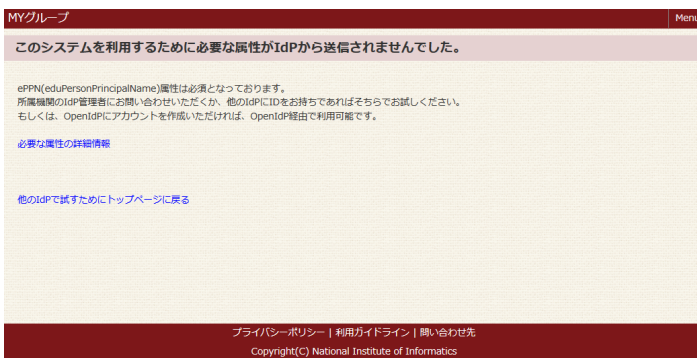 MYグループ
Menu
このシステムを利用するために必要な属性がIdPから送信されませんでした。
ePPN(eduPersonPrincipalName)属性は必須となっております。
所属機関のIdP管理者にお問い合わせいただくか、他のIdPにIDをお持ちであればそちらでお試しください。
もしくは、OpenIdPにアカウントを作成いただければ、OpenIdP経由で利用可能です。
必要な属性の詳細情報
他のIdPで試すためにトップページに戻る
プライバシーポリシー | 利用ガイドライン | 問い合わせ先
Copyright(C) National Institute of Informatics